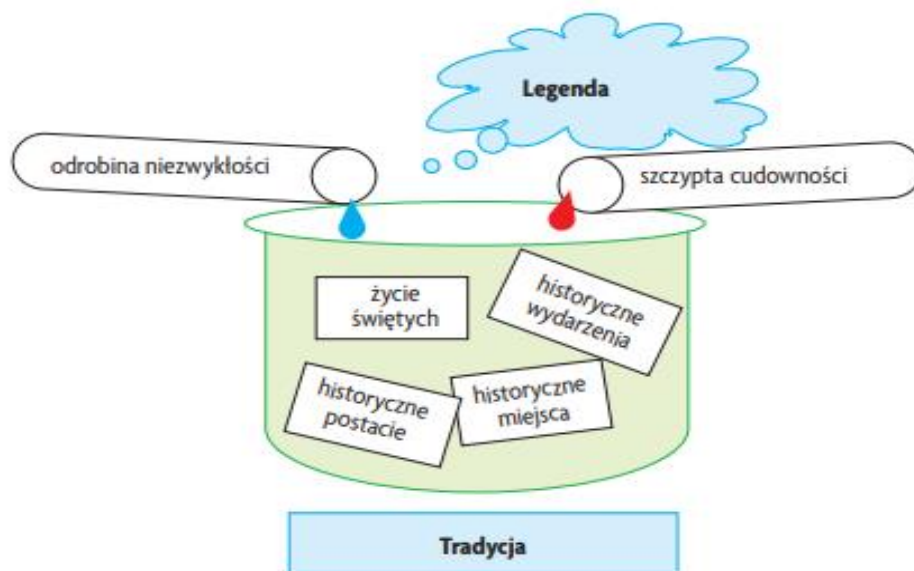 Legenda
odrobina niezwykłości
szczypta cudowności
życie
świętych
historyczne
wydarzenia
historyczne
postacie
historyczne
miejsca
Tradycja